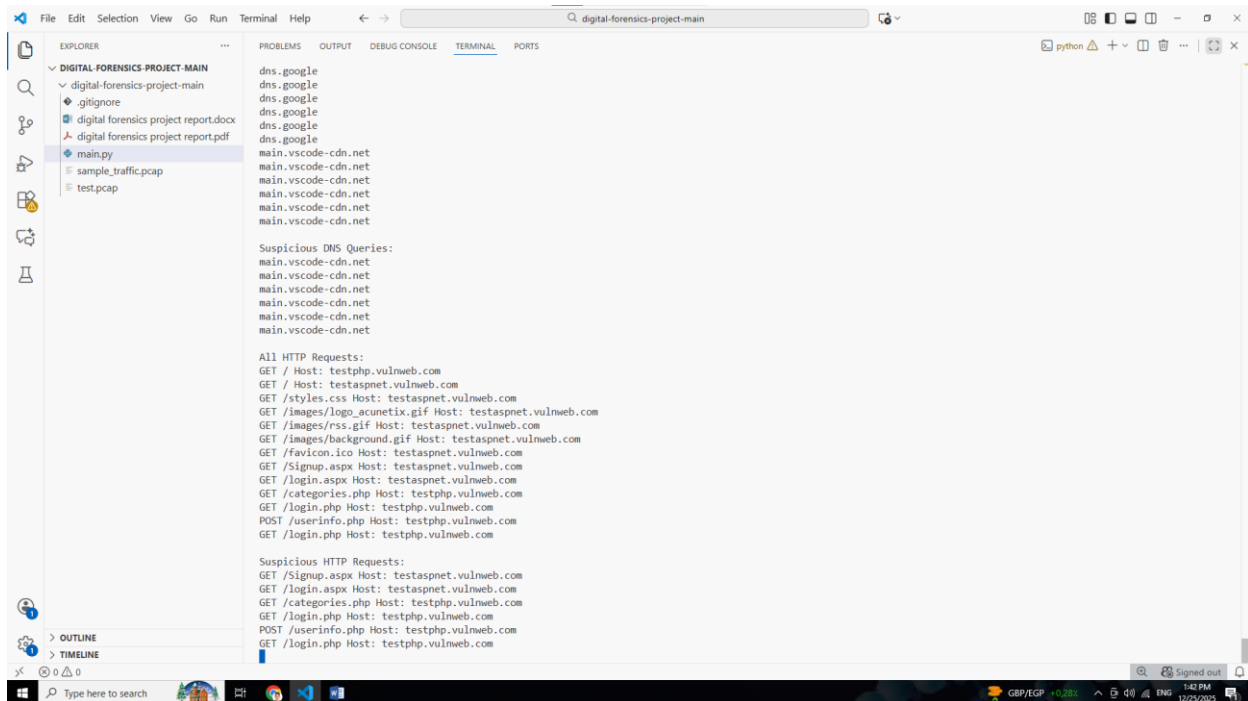 File Edit Selection View Go Run Terminal Help
digital-forensics-project-main
EXPLORER
DIGITAL-FORENSICS-PROJECT-MAIN
digital-forensics-project-main
.gitignore
digital forensics project report.docx
digital forensics project report.pdf
main.py
sample_traffic.pcap
test.pcap
OUTLINE
TIMELINE
PROBLEMS OUTPUT DEBUG CONSOLE TERMINAL PORTS
python
dns.google
dns.google
dns.google
dns.google
dns.google
dns.google
main.vscode-cdn.net
main.vscode-cdn.net
main.vscode-cdn.net
main.vscode-cdn.net
main.vscode-cdn.net
main.vscode-cdn.net
Suspicious DNS Queries:
main.vscode-cdn.net
main.vscode-cdn.net
main.vscode-cdn.net
main.vscode-cdn.net
main.vscode-cdn.net
main.vscode-cdn.net
All HTTP Requests:
GET / Host: testphp.vulnweb.com
GET / Host: testaspnet.vulnweb.com
GET /styles.css Host: testaspnet.vulnweb.com
GET /images/logo_acunetix.gif Host: testaspnet.vulnweb.com
GET /images/rss.gif Host: testaspnet.vulnweb.com
GET /images/background.gif Host: testaspnet.vulnweb.com
GET /favicon.ico Host: testaspnet.vulnweb.com
GET /Signup.aspx Host: testaspnet.vulnweb.com
GET /login.aspx Host: testaspnet.vulnweb.com
GET /categories.php Host: testphp.vulnweb.com
GET /login.php Host: testphp.vulnweb.com
POST /userinfo.php Host: testphp.vulnweb.com
GET /login.php Host: testphp.vulnweb.com
Suspicious HTTP Requests:
GET /Signup.aspx Host: testaspnet.vulnweb.com
GET /login.aspx Host: testaspnet.vulnweb.com
GET /categories.php Host: testphp.vulnweb.com
GET /login.php Host: testphp.vulnweb.com
POST /userinfo.php Host: testphp.vulnweb.com
GET /login.php Host: testphp.vulnweb.com
0 0
Signed out
Type here to search
GBP/EGP +0,28%
ENG
1:42 PM
12/25/2025